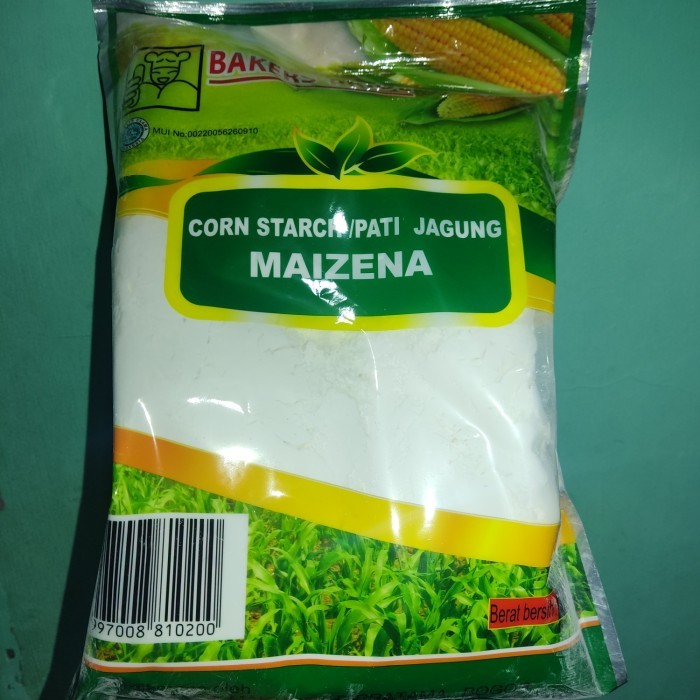 BAKERS
MUI No.00220056260910
CORN STARCH/PATI JAGUNG
MAIZENA
997008 810200
Berat bersih